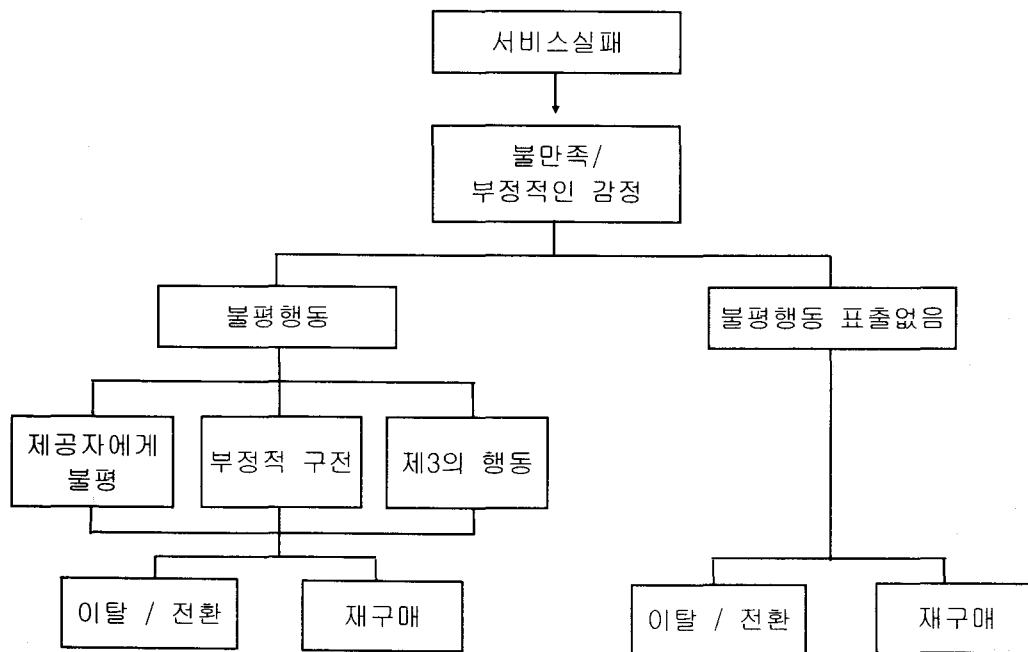 서비스실패
불만족/
부정적인 감정
불평행동
불평행동 표출없음
제공자에게
불평
부정적 구전
제3의 행동
이탈 / 전환
재구매
이탈 / 전환
재구매